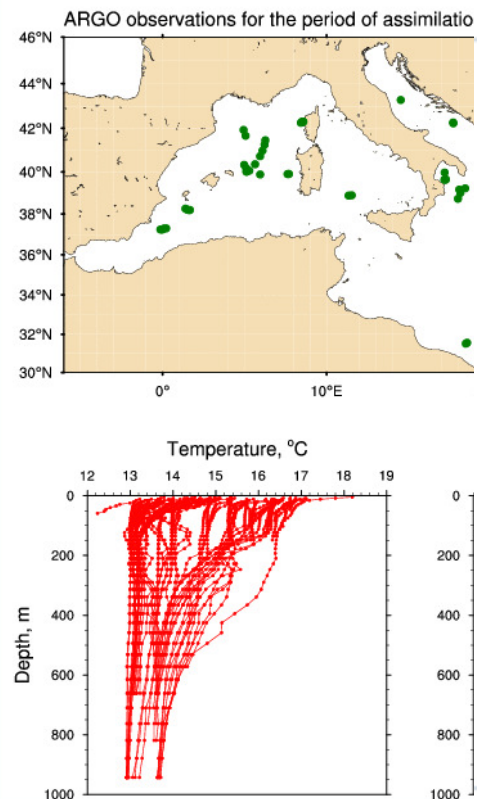 ARGO observations for the period of assimilatio
46°N
44°N
42°N
40°N
38°N
36°N
34°N
32°N
30°N
0°
10°E
Temperature, °C
12 13 14 15 16 17 18 19
0 0
200 200
400 400
Depth, m
600 600
800 800
1000 1000